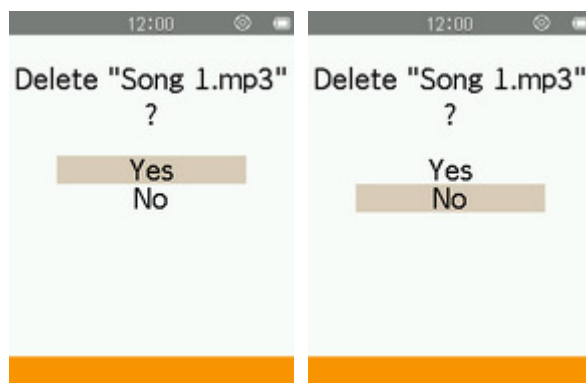 12:00
Delete "Song 1.mp3"
?
Yes
No
12:00
Delete "Song 1.mp3"
?
Yes
No